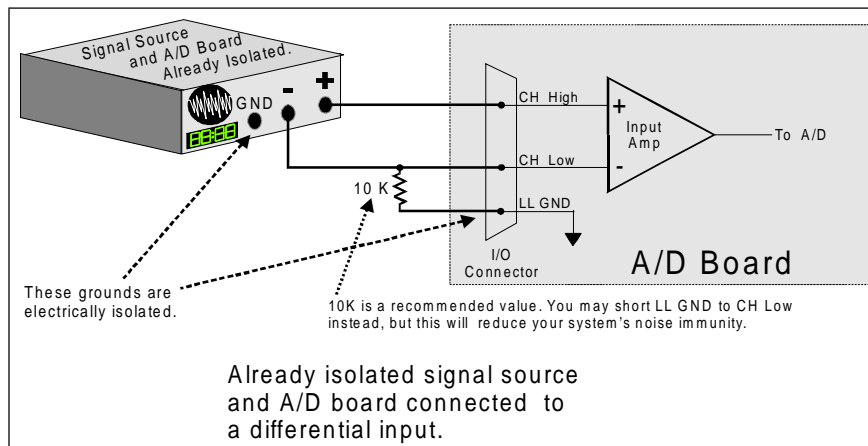 Signal Source
and A/D Board
Already Isolated.
GND
-
+
88:88
CH High
+
Input
Amp
To A/D
CH Low
-
10 K
LL GND
I/O
Connector
A/D Board
These grounds are
electrically isolated.
10K is a recommended value. You may short LL GND to CH Low
instead, but this will reduce your system's noise immunity.
Already isolated signal source
and A/D board connected to
a differential input.